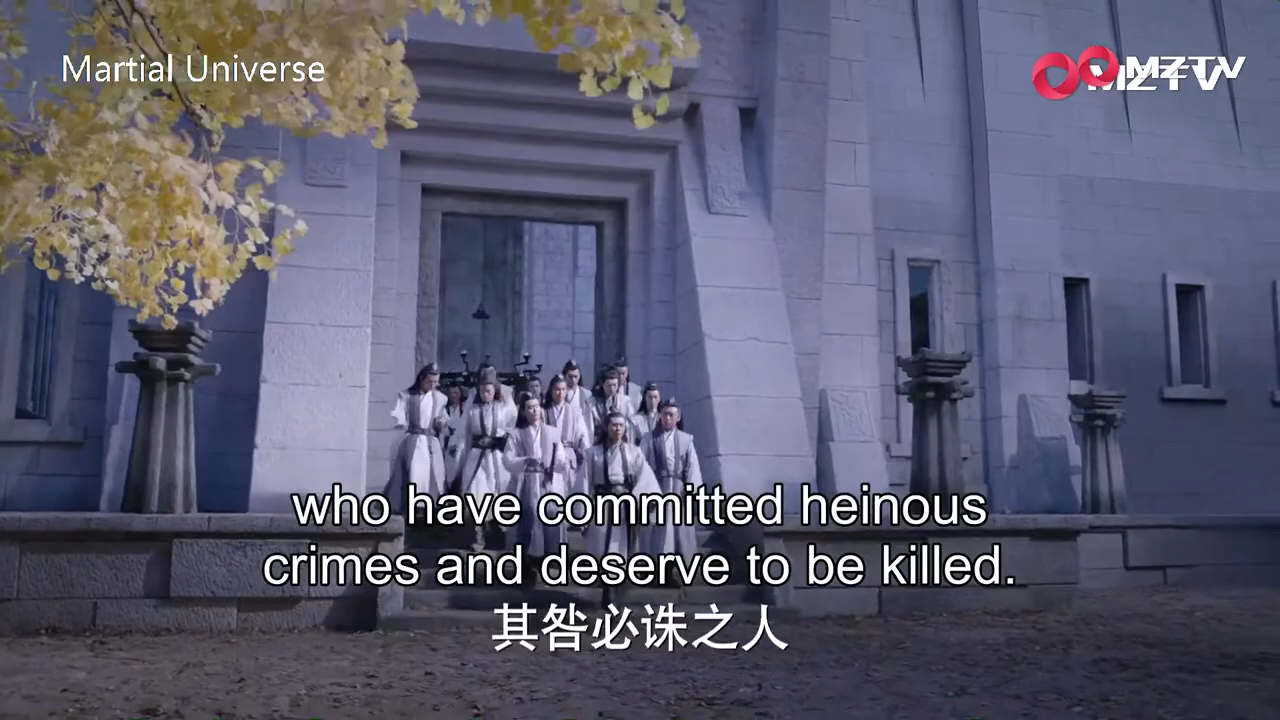 Martial Universe
MZTV
MZTV
who have committed heinous
crimes and deserve to be killed.
其咎必诛之人